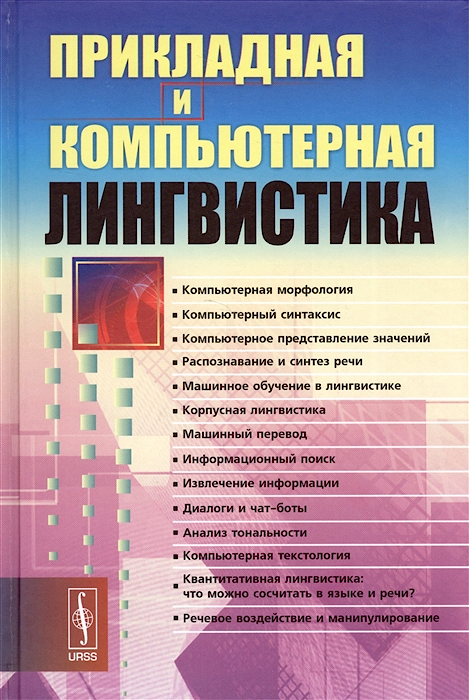 ПРИКЛАДНАЯ
И
КОМПЬЮТЕРНАЯ
ЛИНГВИСТИКА
▪ Компьютерная морфология
▪ Компьютерный синтаксис
▪ Компьютерное представление значений
▪ Распознавание и синтез речи
▪ Машинное обучение в лингвистике
▪ Корпусная лингвистика
▪ Машинный перевод
▪ Информационный поиск
▪ Извлечение информации
▪ Диалоги и чат-боты
▪ Анализ тональности
▪ Компьютерная текстология
▪ Квантитативная лингвистика:
что можно сосчитать в языке и речи?
▪ Речевое воздействие и манипулирование
URSS